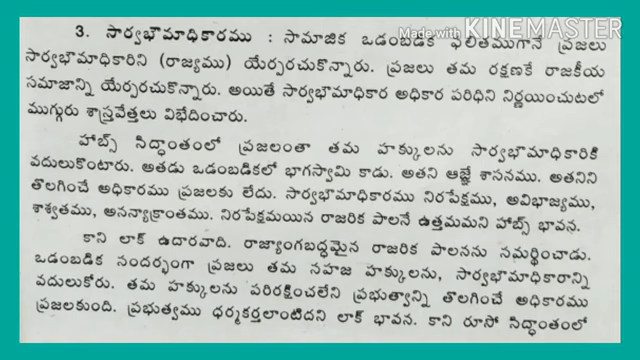 Made with KINEMASTER
3. సార్వభౌమాధికారము : సామాజిక ఒడంబడిక ఫలితముగానే ప్రజలు
సార్వభౌమాధికారిని (రాజ్యము) యేర్పరచుకొన్నారు. ప్రజలు తమ రక్షణకే రాజకీయ
సమాజాన్ని యేర్పరచుకొన్నారు. అయితే సార్వభౌమాధికార అధికార పరిధిని నిర్ణయించుటలో
ముగ్గురు శాస్త్రవేత్తలు విభేదించారు.
హాబ్స్ సిద్ధాంతంలో ప్రజలంతా తమ హక్కులను సార్వభౌమాధికారికి
వదులుకొంటారు. అతడు ఒడంబడికలో భాగస్వామి కాడు. అతని ఆజ్ఞే శాసనము. అతనిని
తొలగించే అధికారము ప్రజలకు లేదు. సార్వభౌమాధికారము నిరపేక్షము, అవిభాజ్యము,
శాశ్వతము, అనన్యాక్రాంతము. నిరపేక్షమయిన రాజరిక పాలనే ఉత్తమమని హాబ్స్ భావన.
కాని లాక్ ఉదారవాది. రాజ్యాంగబద్ధమైన రాజరిక పాలనను సమర్థించాడు.
ఒడంబడిక సందర్భంగా ప్రజలు తమ సహజ హక్కులను, సార్వభౌమాధికారాన్ని
వదులుకోరు. తమ హక్కులను పరిరక్షించలేని ప్రభుత్వాన్ని తొలగించే అధికారము
ప్రజలకుంది. ప్రభుత్వము ధర్మకర్తలాంటిదని లాక్ భావన. కాని రూసో సిద్ధాంతంలో